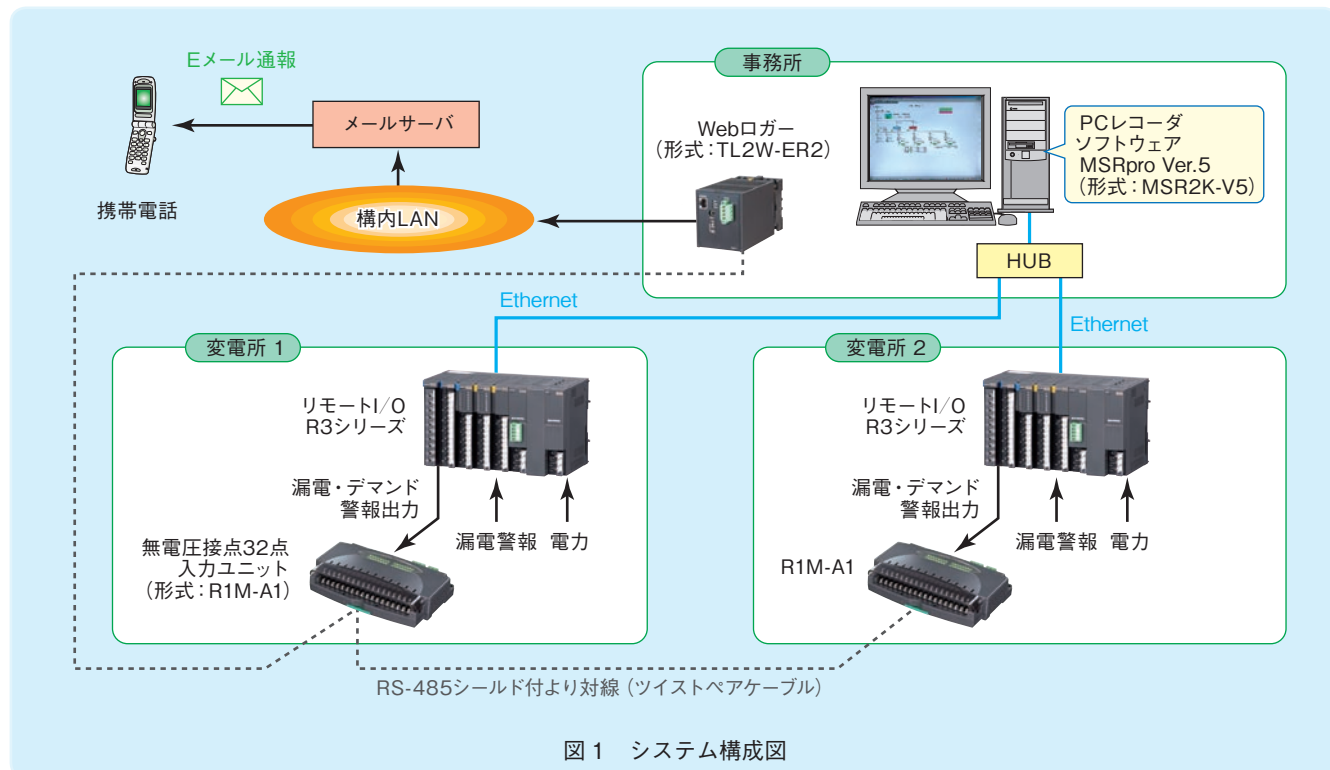 Eメール通報
メールサーバ
携帯電話
構内LAN
事務所
Webロガー
（形式：TL2W-ER2）
PCレコーダ
ソフトウェア
MSRpro Ver.5
（形式：MSR2K-V5）
HUB
Ethernet
Ethernet
変電所 1
リモートI/O
R3シリーズ
漏電・デマンド
警報出力
漏電警報
電力
無電圧接点32点
入力ユニット
（形式：R1M-A1）
変電所 2
リモートI/O
R3シリーズ
漏電・デマンド
警報出力
漏電警報
電力
R1M-A1
RS-485シールド付より対線（ツイストペアケーブル）
図 1　システム構成図